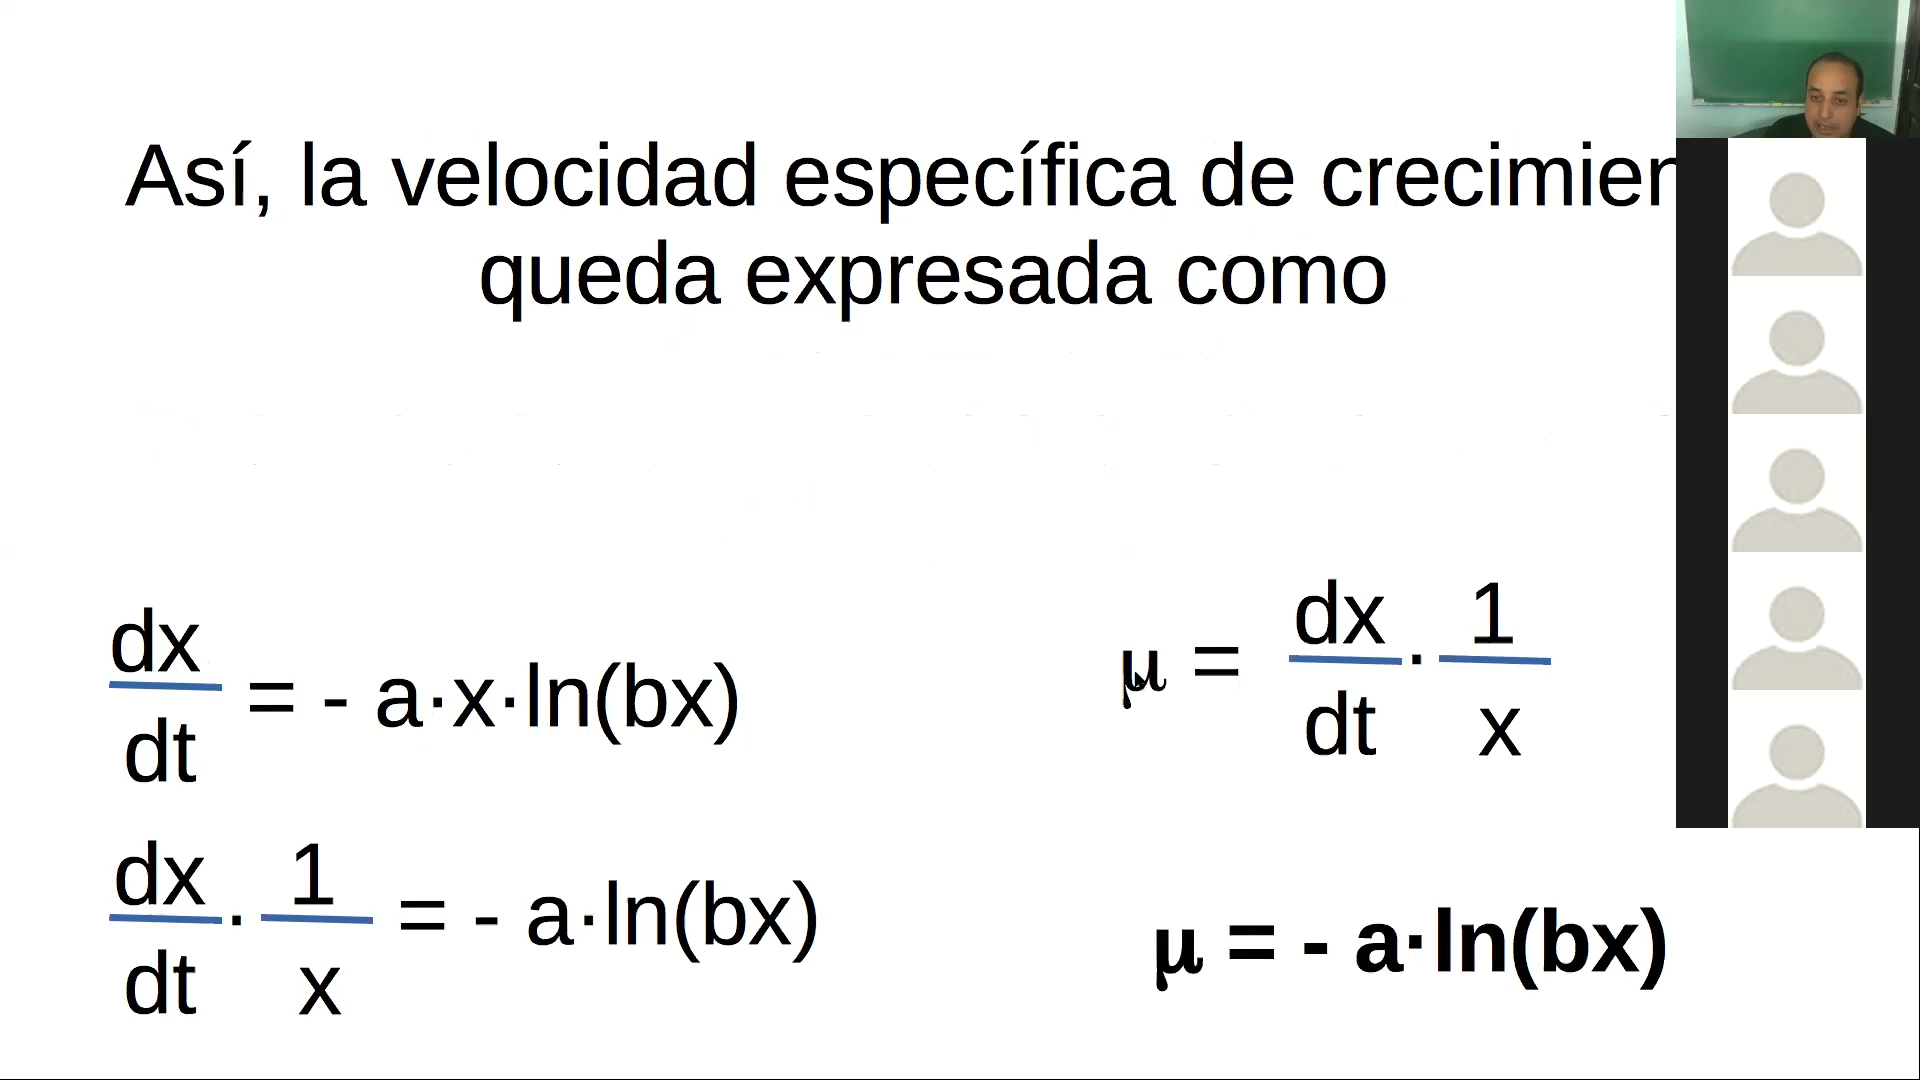 Así, la velocidad específica de crecimien
queda expresada como
dx/dt = - a·x·ln(bx)
μ = dx/dt · 1/x
dx/dt · 1/x = - a·ln(bx)
μ = - a·ln(bx)